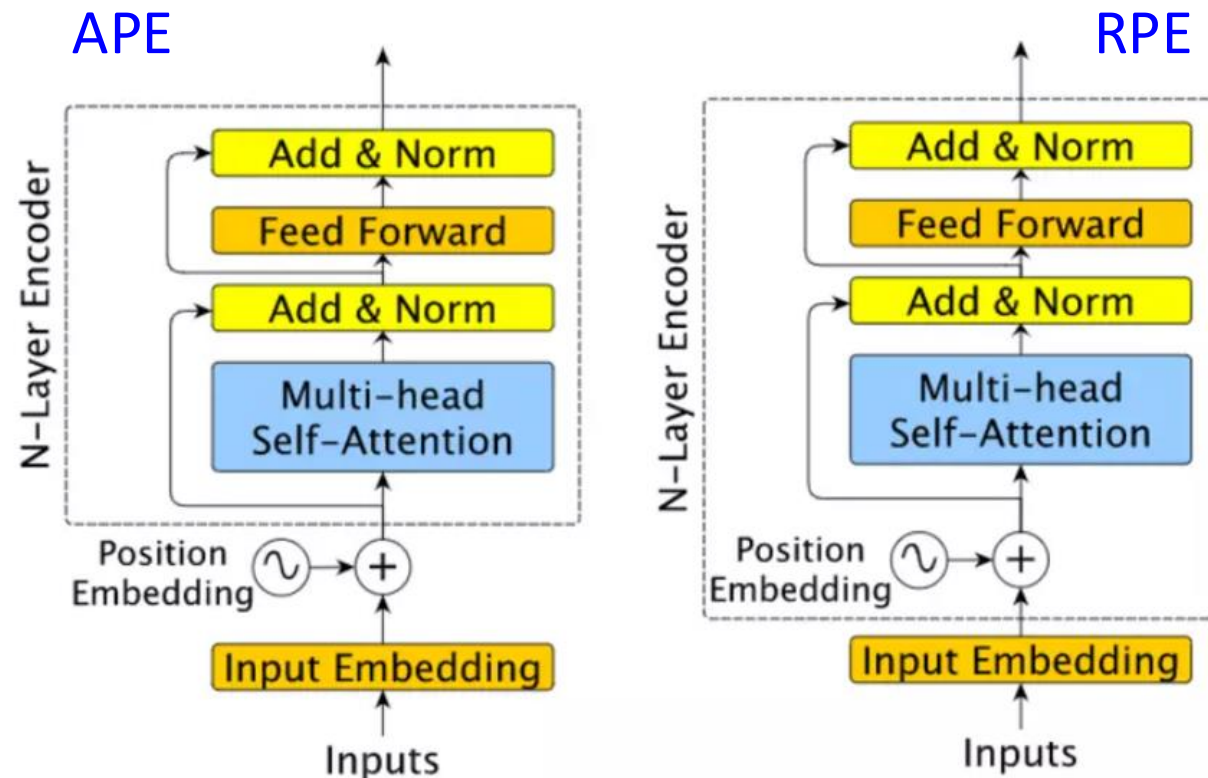 APE
N-Layer Encoder
Add & Norm
Feed Forward
Add & Norm
Multi-head
Self-Attention
Position
Embedding
+
Input Embedding
Inputs
RPE
N-Layer Encoder
Add & Norm
Feed Forward
Add & Norm
Multi-head
Self-Attention
Position
Embedding
+
Input Embedding
Inputs